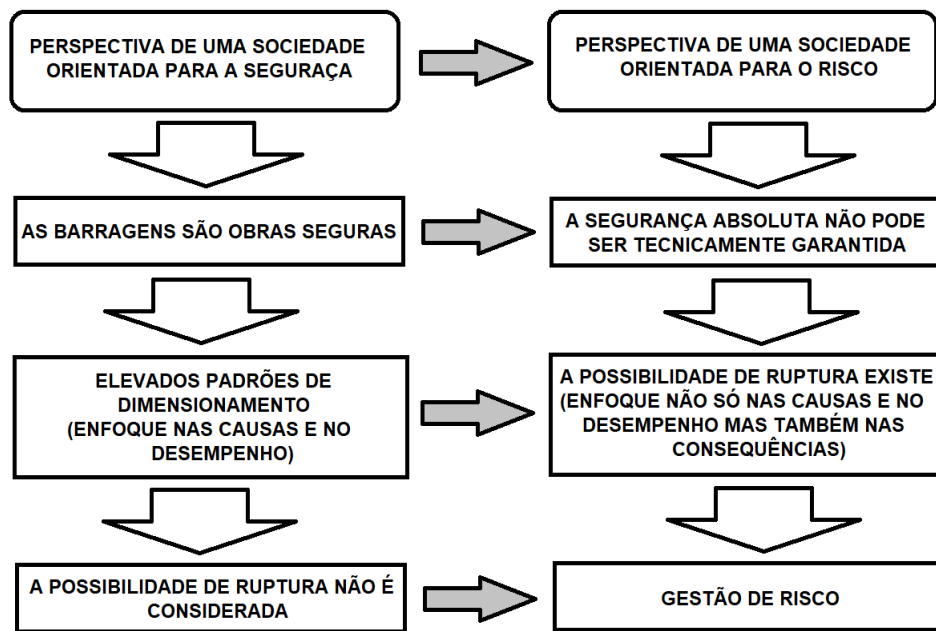 PERSPECTIVA DE UMA SOCIEDADE
ORIENTADA PARA A SEGURAÇA
PERSPECTIVA DE UMA SOCIEDADE
ORIENTADA PARA O RISCO
AS BARRAGENS SÃO OBRAS SEGURAS
A SEGURANÇA ABSOLUTA NÃO PODE
SER TECNICAMENTE GARANTIDA
ELEVADOS PADRÕES DE
DIMENSIONAMENTO
(ENFOQUE NAS CAUSAS E NO
DESEMPENHO)
A POSSIBILIDADE DE RUPTURA EXISTE
(ENFOQUE NÃO SÓ NAS CAUSAS E NO
DESEMPENHO MAS TAMBÉM NAS
CONSEQUÊNCIAS)
A POSSIBILIDADE DE RUPTURA NÃO É
CONSIDERADA
GESTÃO DE RISCO